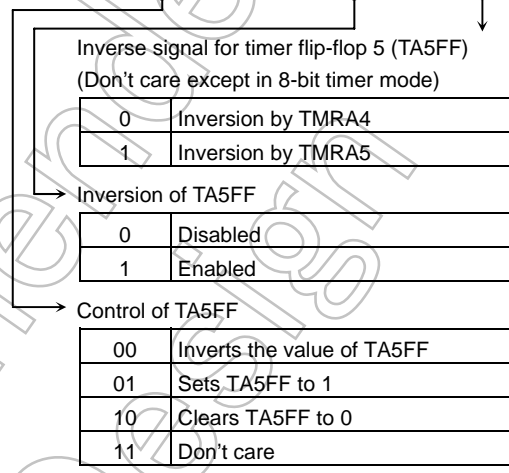 Inverse signal for timer flip-flop 5 (TA5FF)
(Don't care except in 8-bit timer mode)
0 Inversion by TMRA4
1 Inversion by TMRA5
Inversion of TA5FF
0 Disabled
1 Enabled
Control of TA5FF
00 Inverts the value of TA5FF
01 Sets TA5FF to 1
10 Clears TA5FF to 0
11 Don't care